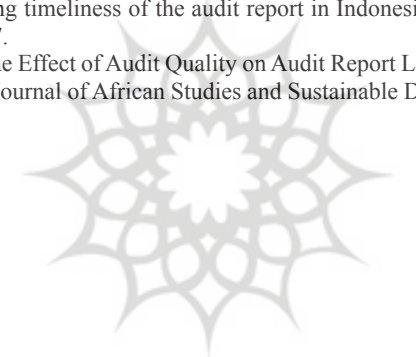 ng timeliness of the audit report in Indonesi
7.
ne Effect of Audit Quality on Audit Report L
ournal of African Studies and Sustainable D